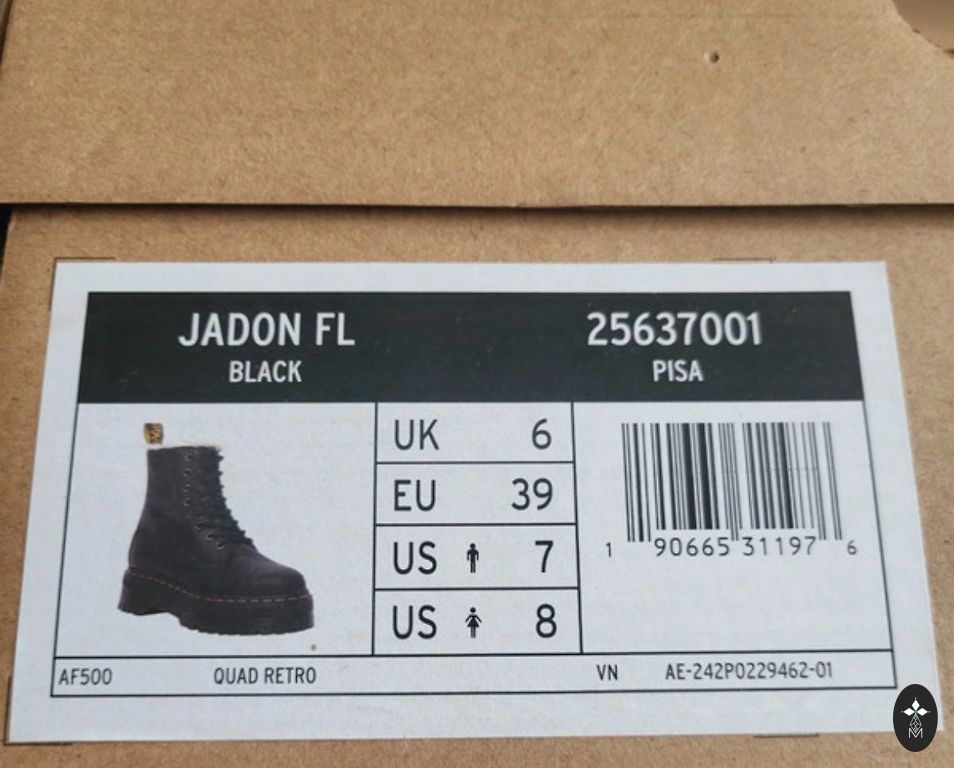 JADON FL
BLACK
25637001
PISA
UK 6
EU 39
US 7
US 8
1 90665 31197 6
AF500 QUAD RETRO VN AE-242P0229462-01
M